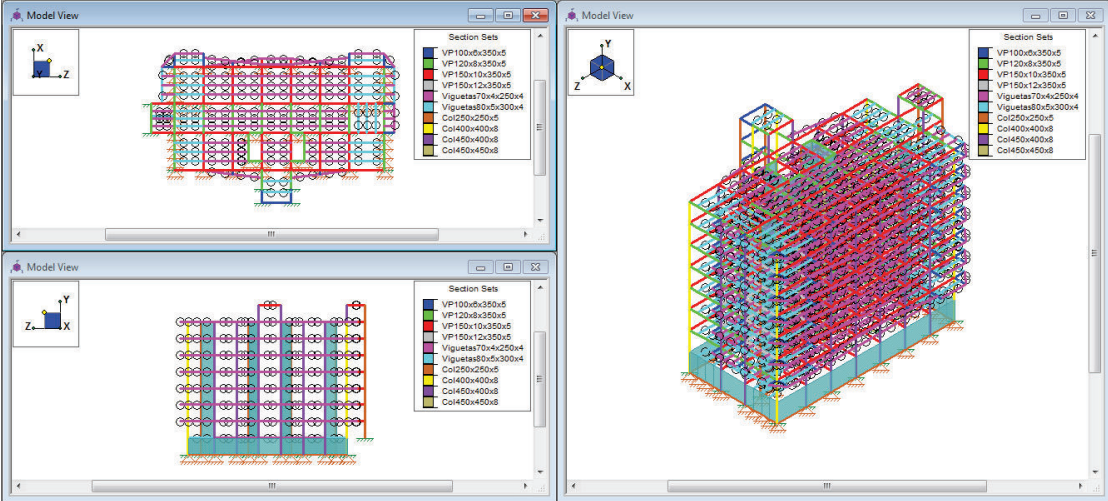 Model View
X
Y
Z
Section Sets
VP100x6x350x5
VP120x8x350x5
VP150x10x350x5
VP150x12x350x5
Viguetas70x4x250x4
Viguetas80x5x300x4
Col250x250x5
Col400x400x8
Col450x400x8
Col450x450x8
Model View
Y
Z
X
Section Sets
VP100x6x350x5
VP120x8x350x5
VP150x10x350x5
VP150x12x350x5
Viguetas70x4x250x4
Viguetas80x5x300x4
Col250x250x5
Col400x400x8
Col450x400x8
Col450x450x8
Model View
Y
Z
X
Section Sets
VP100x6x350x5
VP120x8x350x5
VP150x10x350x5
VP150x12x350x5
Viguetas70x4x250x4
Viguetas80x5x300x4
Col250x250x5
Col400x400x8
Col450x400x8
Col450x450x8